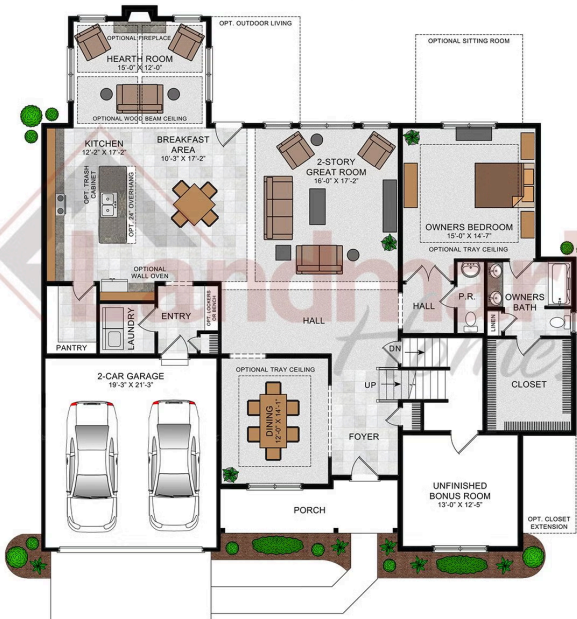 OPT. OUTDOOR LIVING
OPTIONAL FIREPLACE
HEARTH ROOM
15'-0" X 12'-0"
OPTIONAL WOOD BEAM CEILING
OPTIONAL SITTING ROOM
KITCHEN
12'-2" X 17'-2"
BREAKFAST
AREA
10'-3" X 17'-2"
2-STORY
GREAT ROOM
16'-0" X 17'-2"
OPT. TRASH
CABINET
OPT. 24" OVERHANG
OWNERS BEDROOM
15'-0" X 14'-7"
OPTIONAL TRAY CEILING
OPTIONAL
WALL OVEN
PANTRY
LAUNDRY
ENTRY
OPT. LOCKERS
OR BENCH
HALL
HALL
P.R.
LINEN
OWNERS
BATH
CLOSET
Landmark
Homes
DN
UP
2-CAR GARAGE
19'-3" X 21'-3"
OPTIONAL TRAY CEILING
DINING
12'-0" X 14'-1"
FOYER
PORCH
UNFINISHED
BONUS ROOM
13'-0" X 12'-5"
OPT. CLOSET
EXTENSION